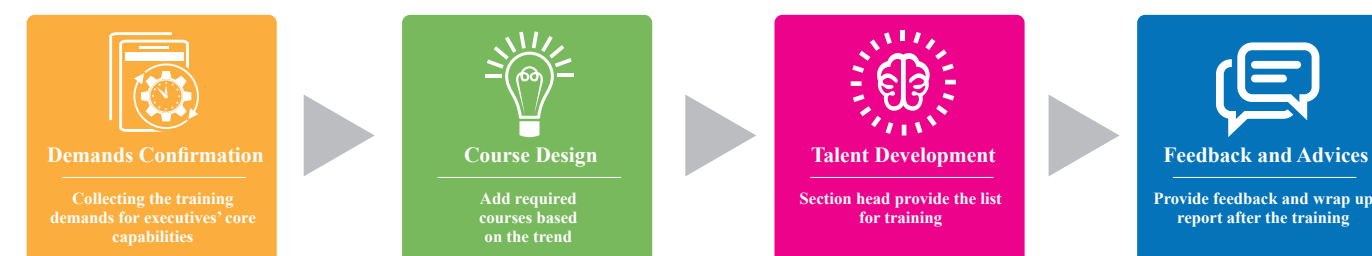 Demands Confirmation
Collecting the training
demands for executives’ core
capabilities
Course Design
Add required
courses based
on the trend
Talent Development
Section head provide the list
for training
Feedback and Advices
Provide feedback and wrap up
report after the training